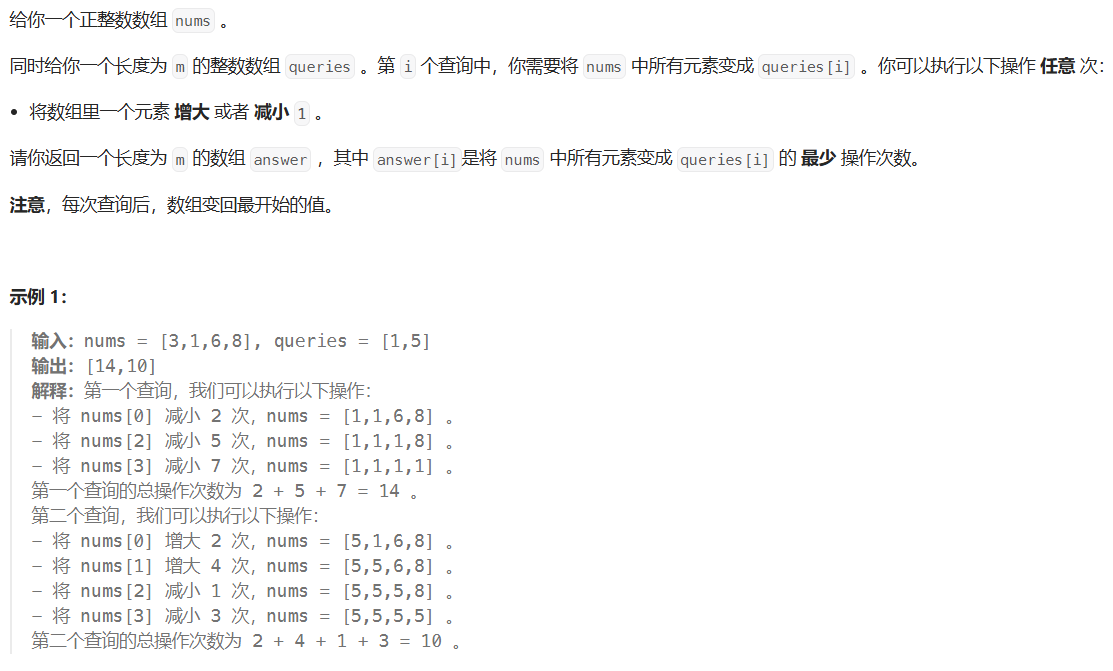 给你一个正整数数组 nums 。
同时给你一个长度为 m 的整数数组 queries 。第 i 个查询中，你需要将 nums 中所有元素变成 queries[i] 。你可以执行以下操作 任意 次：
• 将数组里一个元素 增大 或者 减小 1 。
请你返回一个长度为 m 的数组 answer ，其中 answer[i]是将 nums 中所有元素变成 queries[i] 的 最少 操作次数。
注意，每次查询后，数组变回最开始的值。
示例 1：
输入：nums = [3,1,6,8], queries = [1,5]
输出：[14,10]
解释：第一个查询，我们可以执行以下操作：
- 将 nums[0] 减小 2 次，nums = [1,1,6,8] 。
- 将 nums[2] 减小 5 次，nums = [1,1,1,8] 。
- 将 nums[3] 减小 7 次，nums = [1,1,1,1] 。
第一个查询的总操作次数为 2 + 5 + 7 = 14 。
第二个查询，我们可以执行以下操作：
- 将 nums[0] 增大 2 次，nums = [5,1,6,8] 。
- 将 nums[1] 增大 4 次，nums = [5,5,6,8] 。
- 将 nums[2] 减小 1 次，nums = [5,5,5,8] 。
- 将 nums[3] 减小 3 次，nums = [5,5,5,5] 。
第二个查询的总操作次数为 2 + 4 + 1 + 3 = 10 。